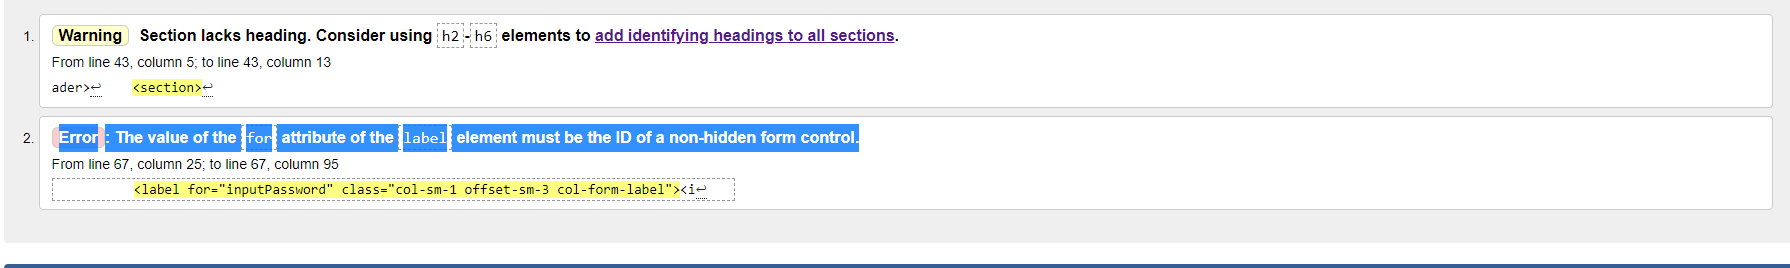 1. Warning Section lacks heading. Consider using h2-h6 elements to add identifying headings to all sections.
From line 43, column 5; to line 43, column 13
ader>↩    <section>↩
2. Error: The value of the for attribute of the label element must be the ID of a non-hidden form control.
From line 67, column 25; to line 67, column 95
<label for="inputPassword" class="col-sm-1 offset-sm-3 col-form-label"><i↩